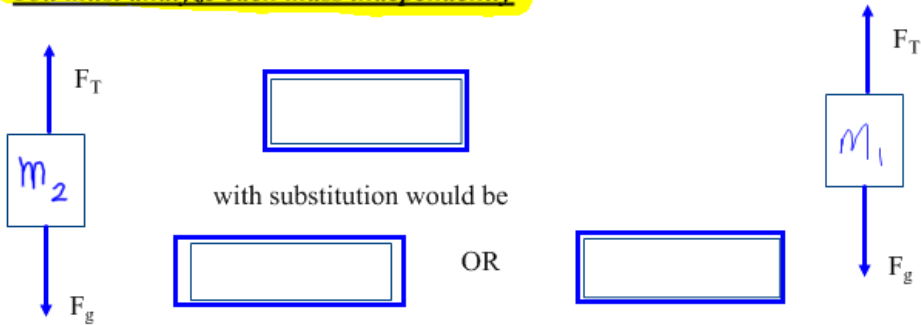 F_T
F_T
m_2
M_1
with substitution would be
OR
F_g
F_g